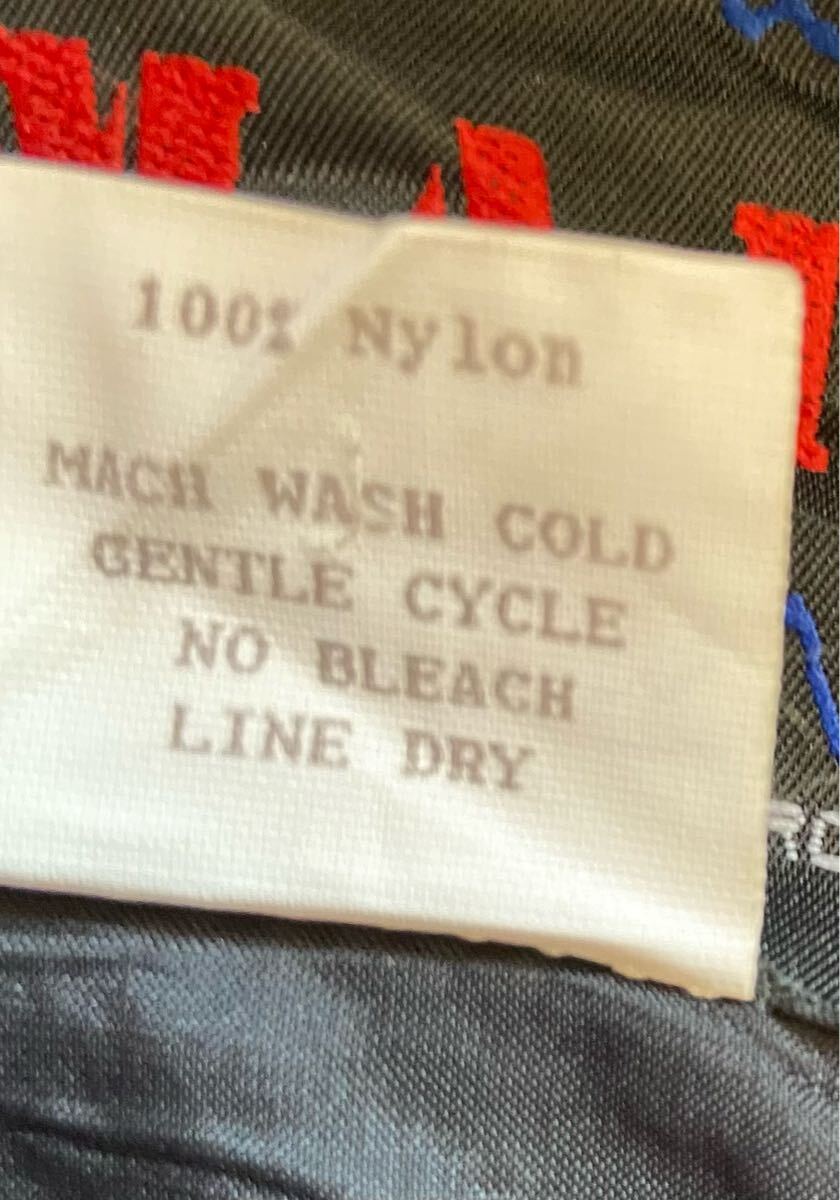 100% Nylon
MACH WASH COLD
GENTLE CYCLE
NO BLEACH
LINE DRY